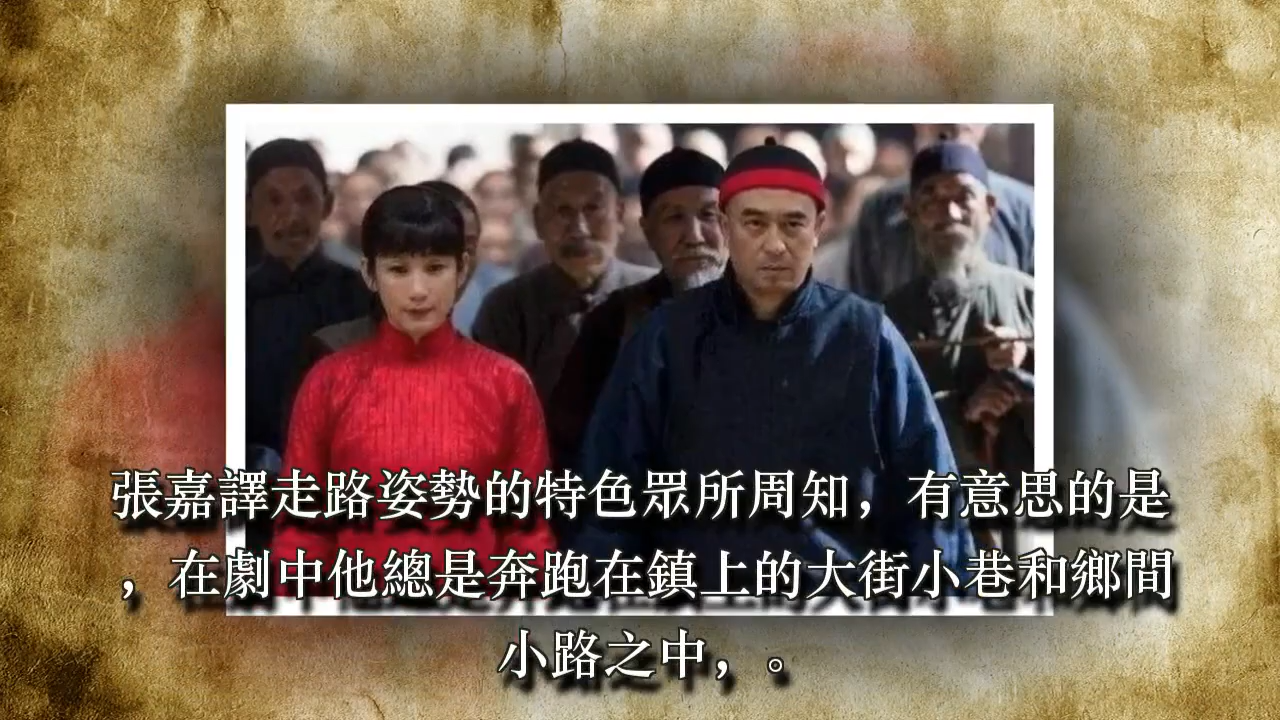 張嘉譯走路姿勢的特色眾所周知，有意思的是
，在劇中他總是奔跑在鎮上的大街小巷和鄉間
小路之中，。